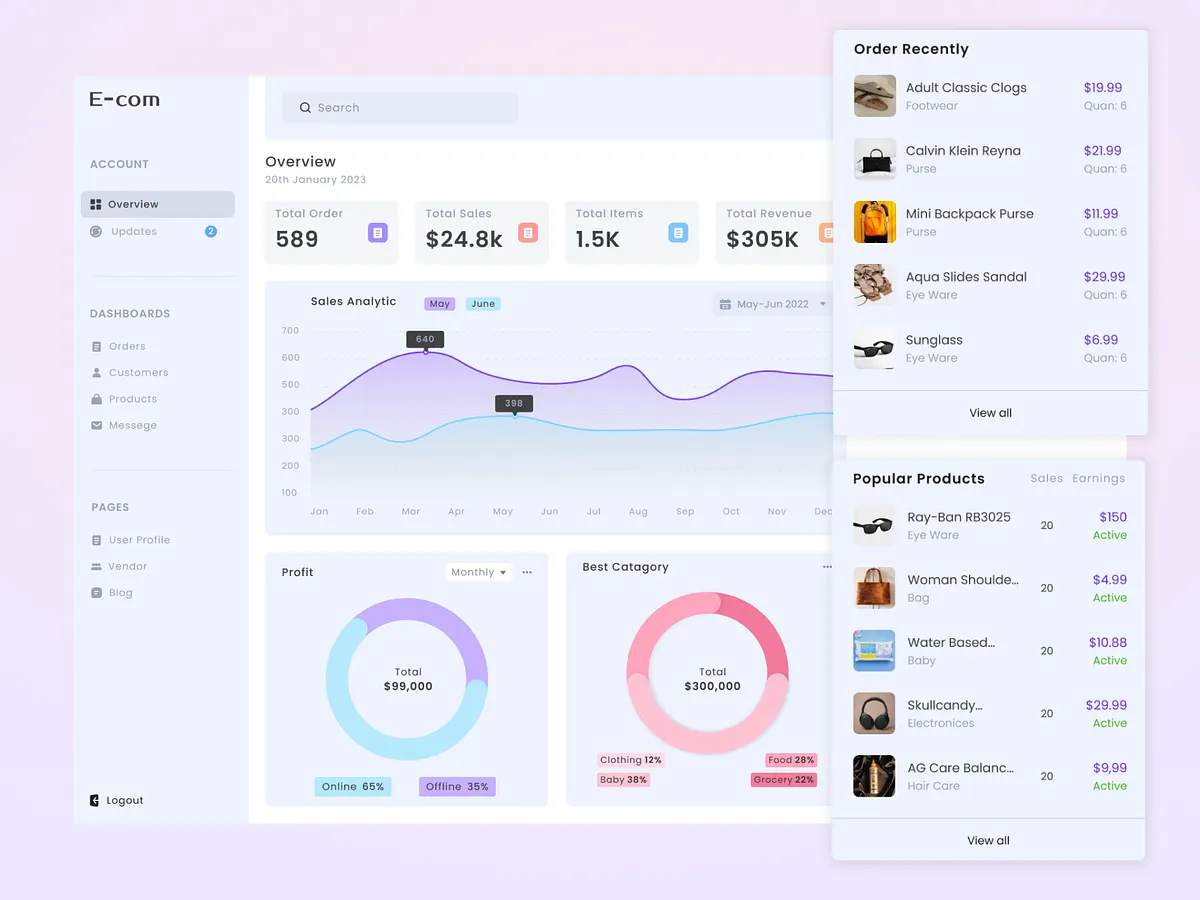 E-com
ACCOUNT
Overview
Updates 2
DASHBOARDS
Orders
Customers
Products
Messege
PAGES
User Profile
Vendor
Blog
Logout
Search
Overview
20th January 2023
Total Order
589
Total Sales
$24.8k
Total Items
1.5K
Total Revenue
$305K
Sales Analytic May June May-Jun 2022
700
600
500
300
300
200
100
640
398
Jan Feb Mar Apr May Jun Jul Aug Sep Oct Nov Dec
Profit Monthly
Total
$99,000
Online 65% Offline 35%
Best Catagory
Total
$300,000
Clothing 12% Food 28%
Baby 38% Grocery 22%
Order Recently
Adult Classic Clogs $19.99
Footwear Quan: 6
Calvin Klein Reyna $21.99
Purse Quan: 6
Mini Backpack Purse $11.99
Purse Quan: 6
Aqua Slides Sandal $29.99
Eye Ware Quan: 6
Sunglass $6.99
Eye Ware Quan: 6
View all
Popular Products Sales Earnings
Ray-Ban RB3025 20 $150
Eye Ware Active
Woman Shoulde... 20 $4.99
Bag Active
Water Based... 20 $10.88
Baby Active
Skullcandy... 20 $29.99
Electronices Active
AG Care Balanc... 20 $9,99
Hair Care Active
View all